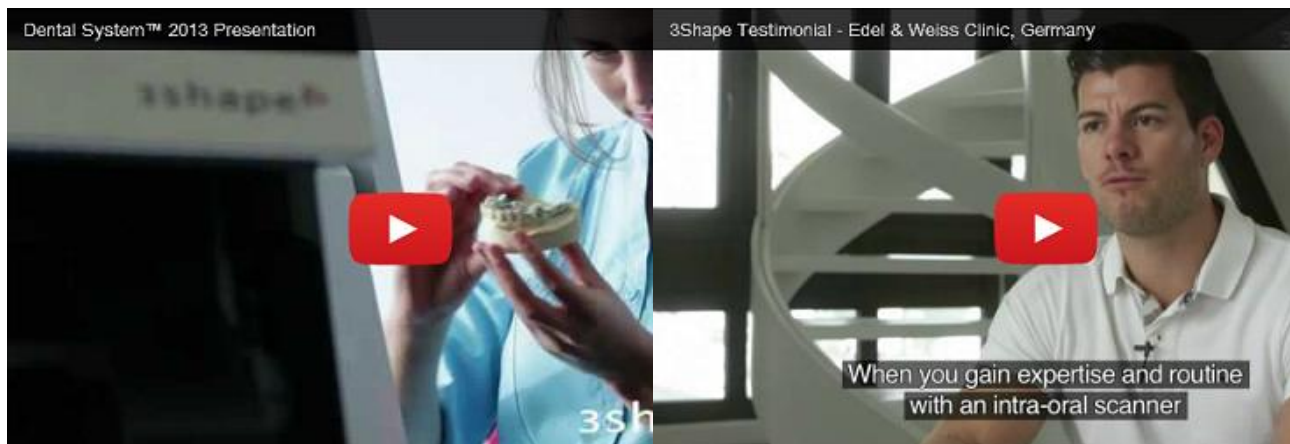 Dental System™ 2013 Presentation
3shape
3sh
3Shape Testimonial - Edel & Weiss Clinic, Germany
When you gain expertise and routine
with an intra-oral scanner